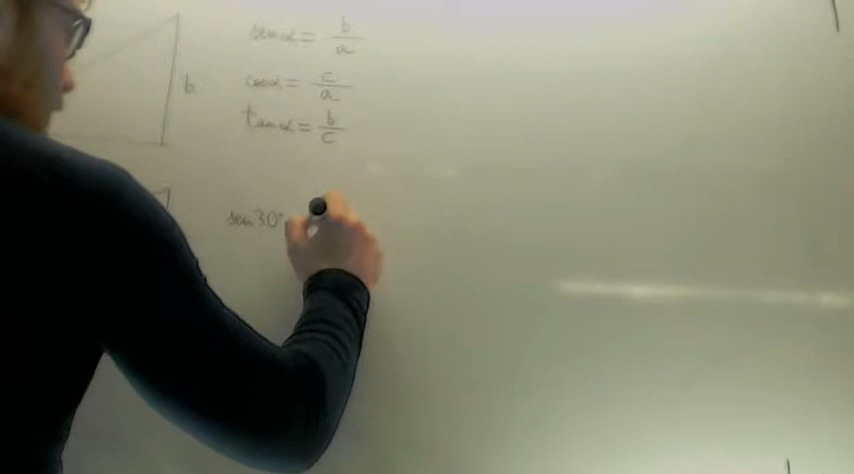 b
sen α = b/a
cos α = c/a
tan α = b/c
sen 30°